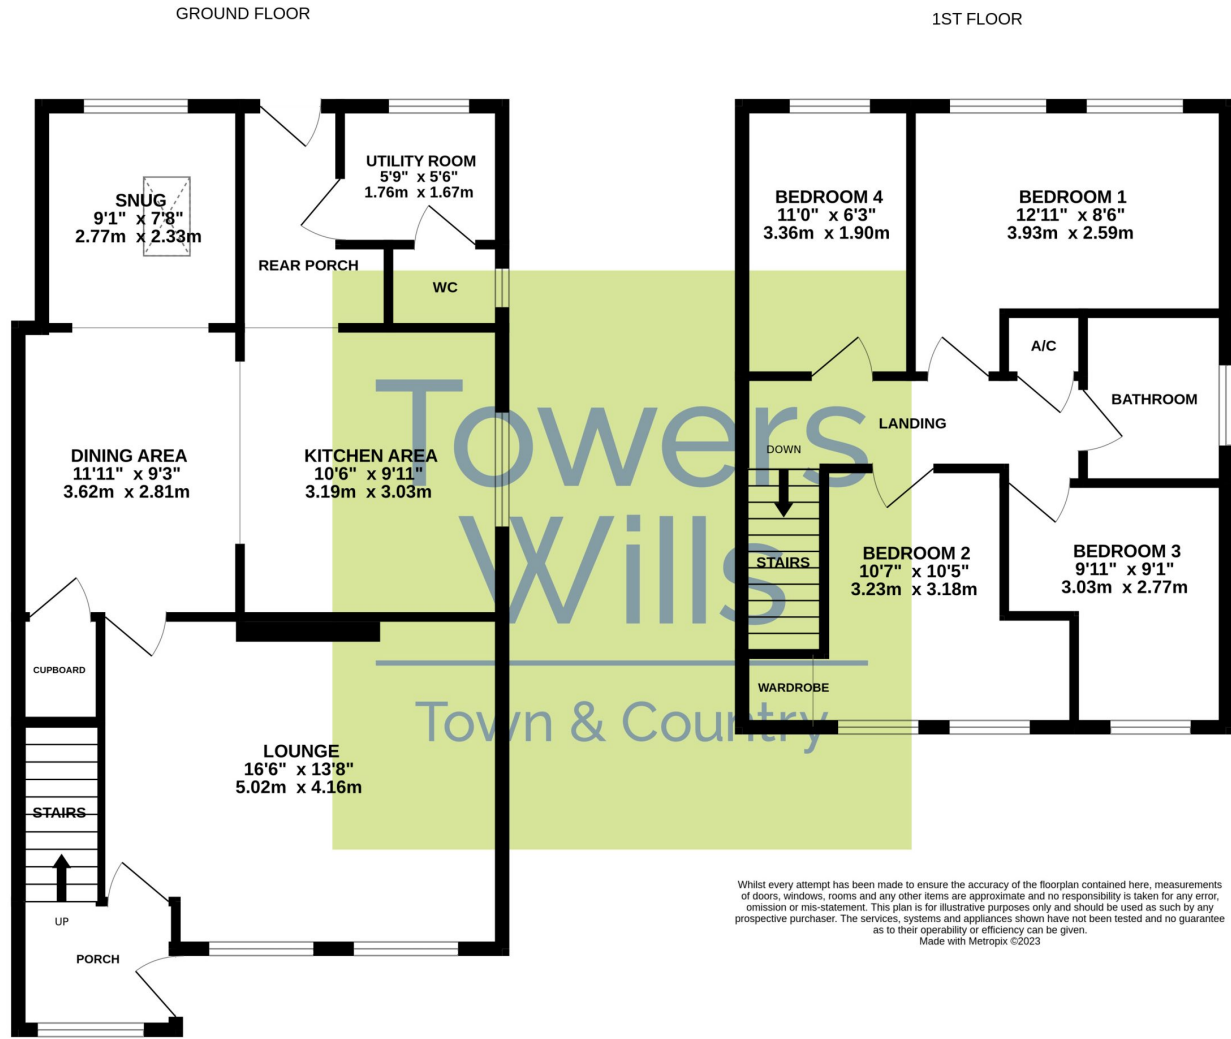 GROUND FLOOR
1ST FLOOR
SNUG
9'1" x 7'8"
2.77m x 2.33m
UTILITY ROOM
5'9" x 5'6"
1.76m x 1.67m
REAR PORCH
WC
DINING AREA
11'11" x 9'3"
3.62m x 2.81m
KITCHEN AREA
10'6" x 9'11"
3.19m x 3.03m
CUPBOARD
LOUNGE
16'6" x 13'8"
5.02m x 4.16m
STAIRS
UP
PORCH
BEDROOM 4
11'0" x 6'3"
3.36m x 1.90m
BEDROOM 1
12'11" x 8'6"
3.93m x 2.59m
A/C
BATHROOM
LANDING
DOWN
STAIRS
BEDROOM 2
10'7" x 10'5"
3.23m x 3.18m
BEDROOM 3
9'11" x 9'1"
3.03m x 2.77m
WARDROBE
Towers
Wills
Town & Country
Whilst every attempt has been made to ensure the accuracy of the floorplan contained here, measurements
of doors, windows, rooms and any other items are approximate and no responsibility is taken for any error,
omission or mis-statement. This plan is for illustrative purposes only and should be used as such by any
prospective purchaser. The services, systems and appliances shown have not been tested and no guarantee
as to their operability or efficiency can be given.
Made with Metropix ©2023